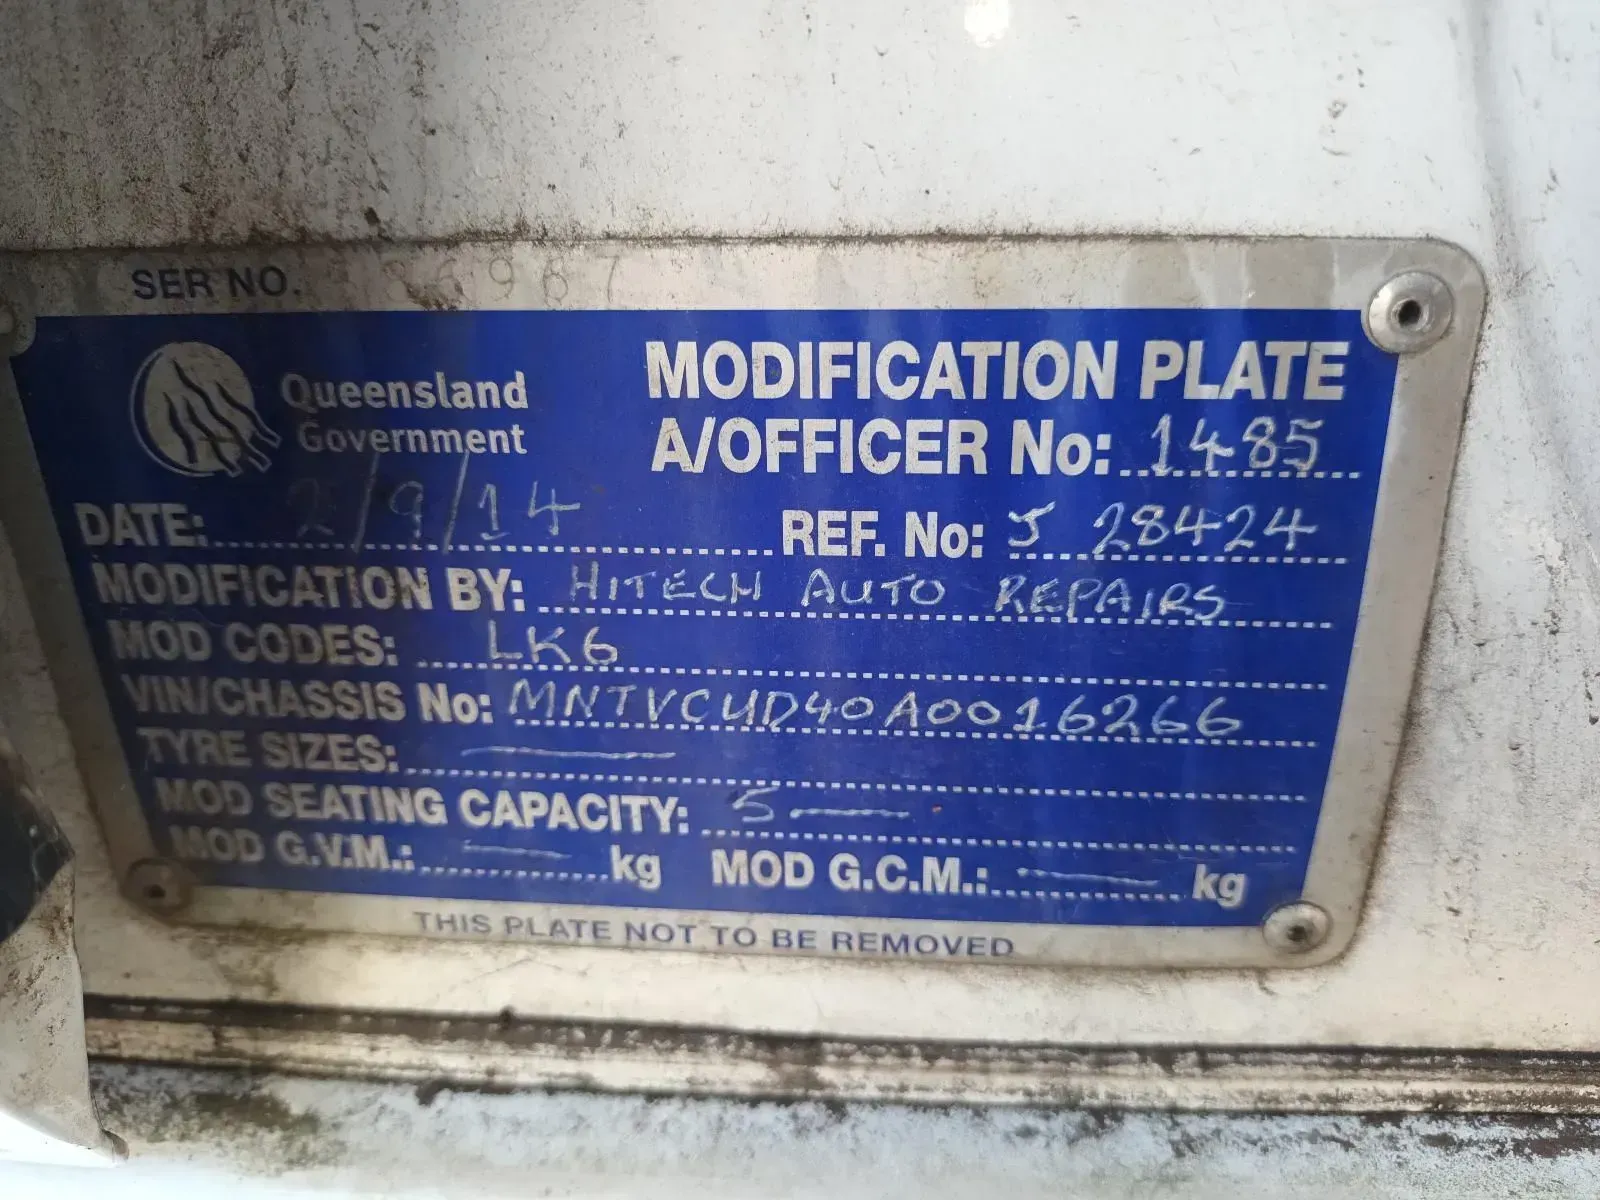 SER NO. 86967
Queensland
Government
MODIFICATION PLATE
A/OFFICER No: 1485
DATE: 2/9/14 REF. No: J 28424
MODIFICATION BY: HITECH AUTO REPAIRS
MOD CODES: LK6
VIN/CHASSIS No: MNTVCUD40A0016266
TYRE SIZES: —
MOD SEATING CAPACITY: 5 —
MOD G.V.M.: — kg MOD G.C.M.: — kg
THIS PLATE NOT TO BE REMOVED